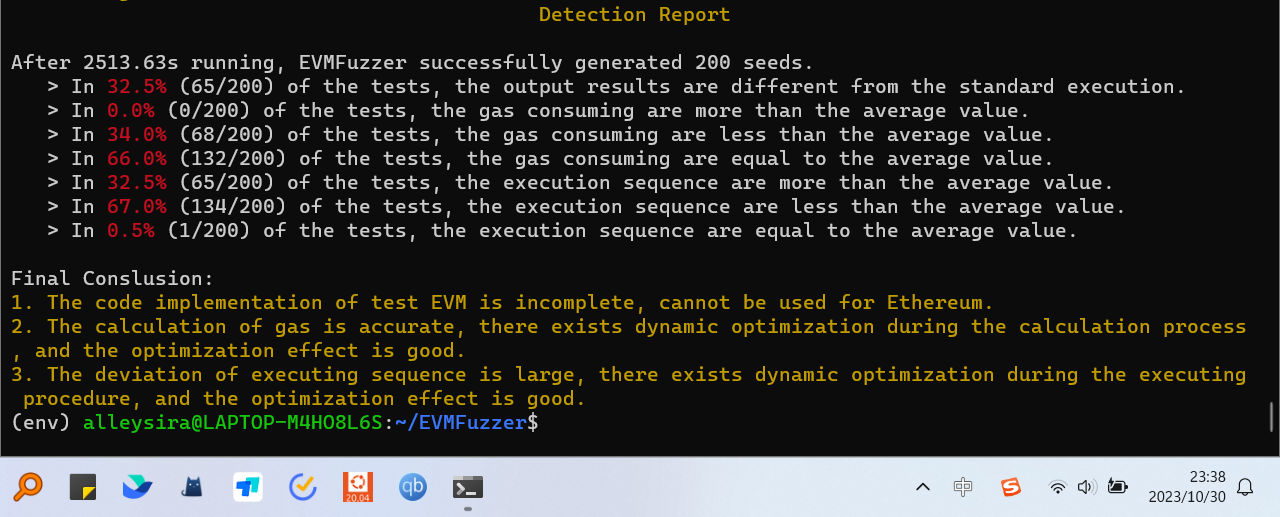 Detection Report
After 2513.63s running, EVMFuzzer successfully generated 200 seeds.
> In 32.5% (65/200) of the tests, the output results are different from the standard execution.
> In 0.0% (0/200) of the tests, the gas consuming are more than the average value.
> In 34.0% (68/200) of the tests, the gas consuming are less than the average value.
> In 66.0% (132/200) of the tests, the gas consuming are equal to the average value.
> In 32.5% (65/200) of the tests, the execution sequence are more than the average value.
> In 67.0% (134/200) of the tests, the execution sequence are less than the average value.
> In 0.5% (1/200) of the tests, the execution sequence are equal to the average value.
Final Conslusion:
1. The code implementation of test EVM is incomplete, cannot be used for Ethereum.
2. The calculation of gas is accurate, there exists dynamic optimization during the calculation process
, and the optimization effect is good.
3. The deviation of executing sequence is large, there exists dynamic optimization during the executing
procedure, and the optimization effect is good.
(env) alleysira@LAPTOP-M4HO8L6S:~/EVMFuzzer$
20.04
qb
中
S
23:38
2023/10/30